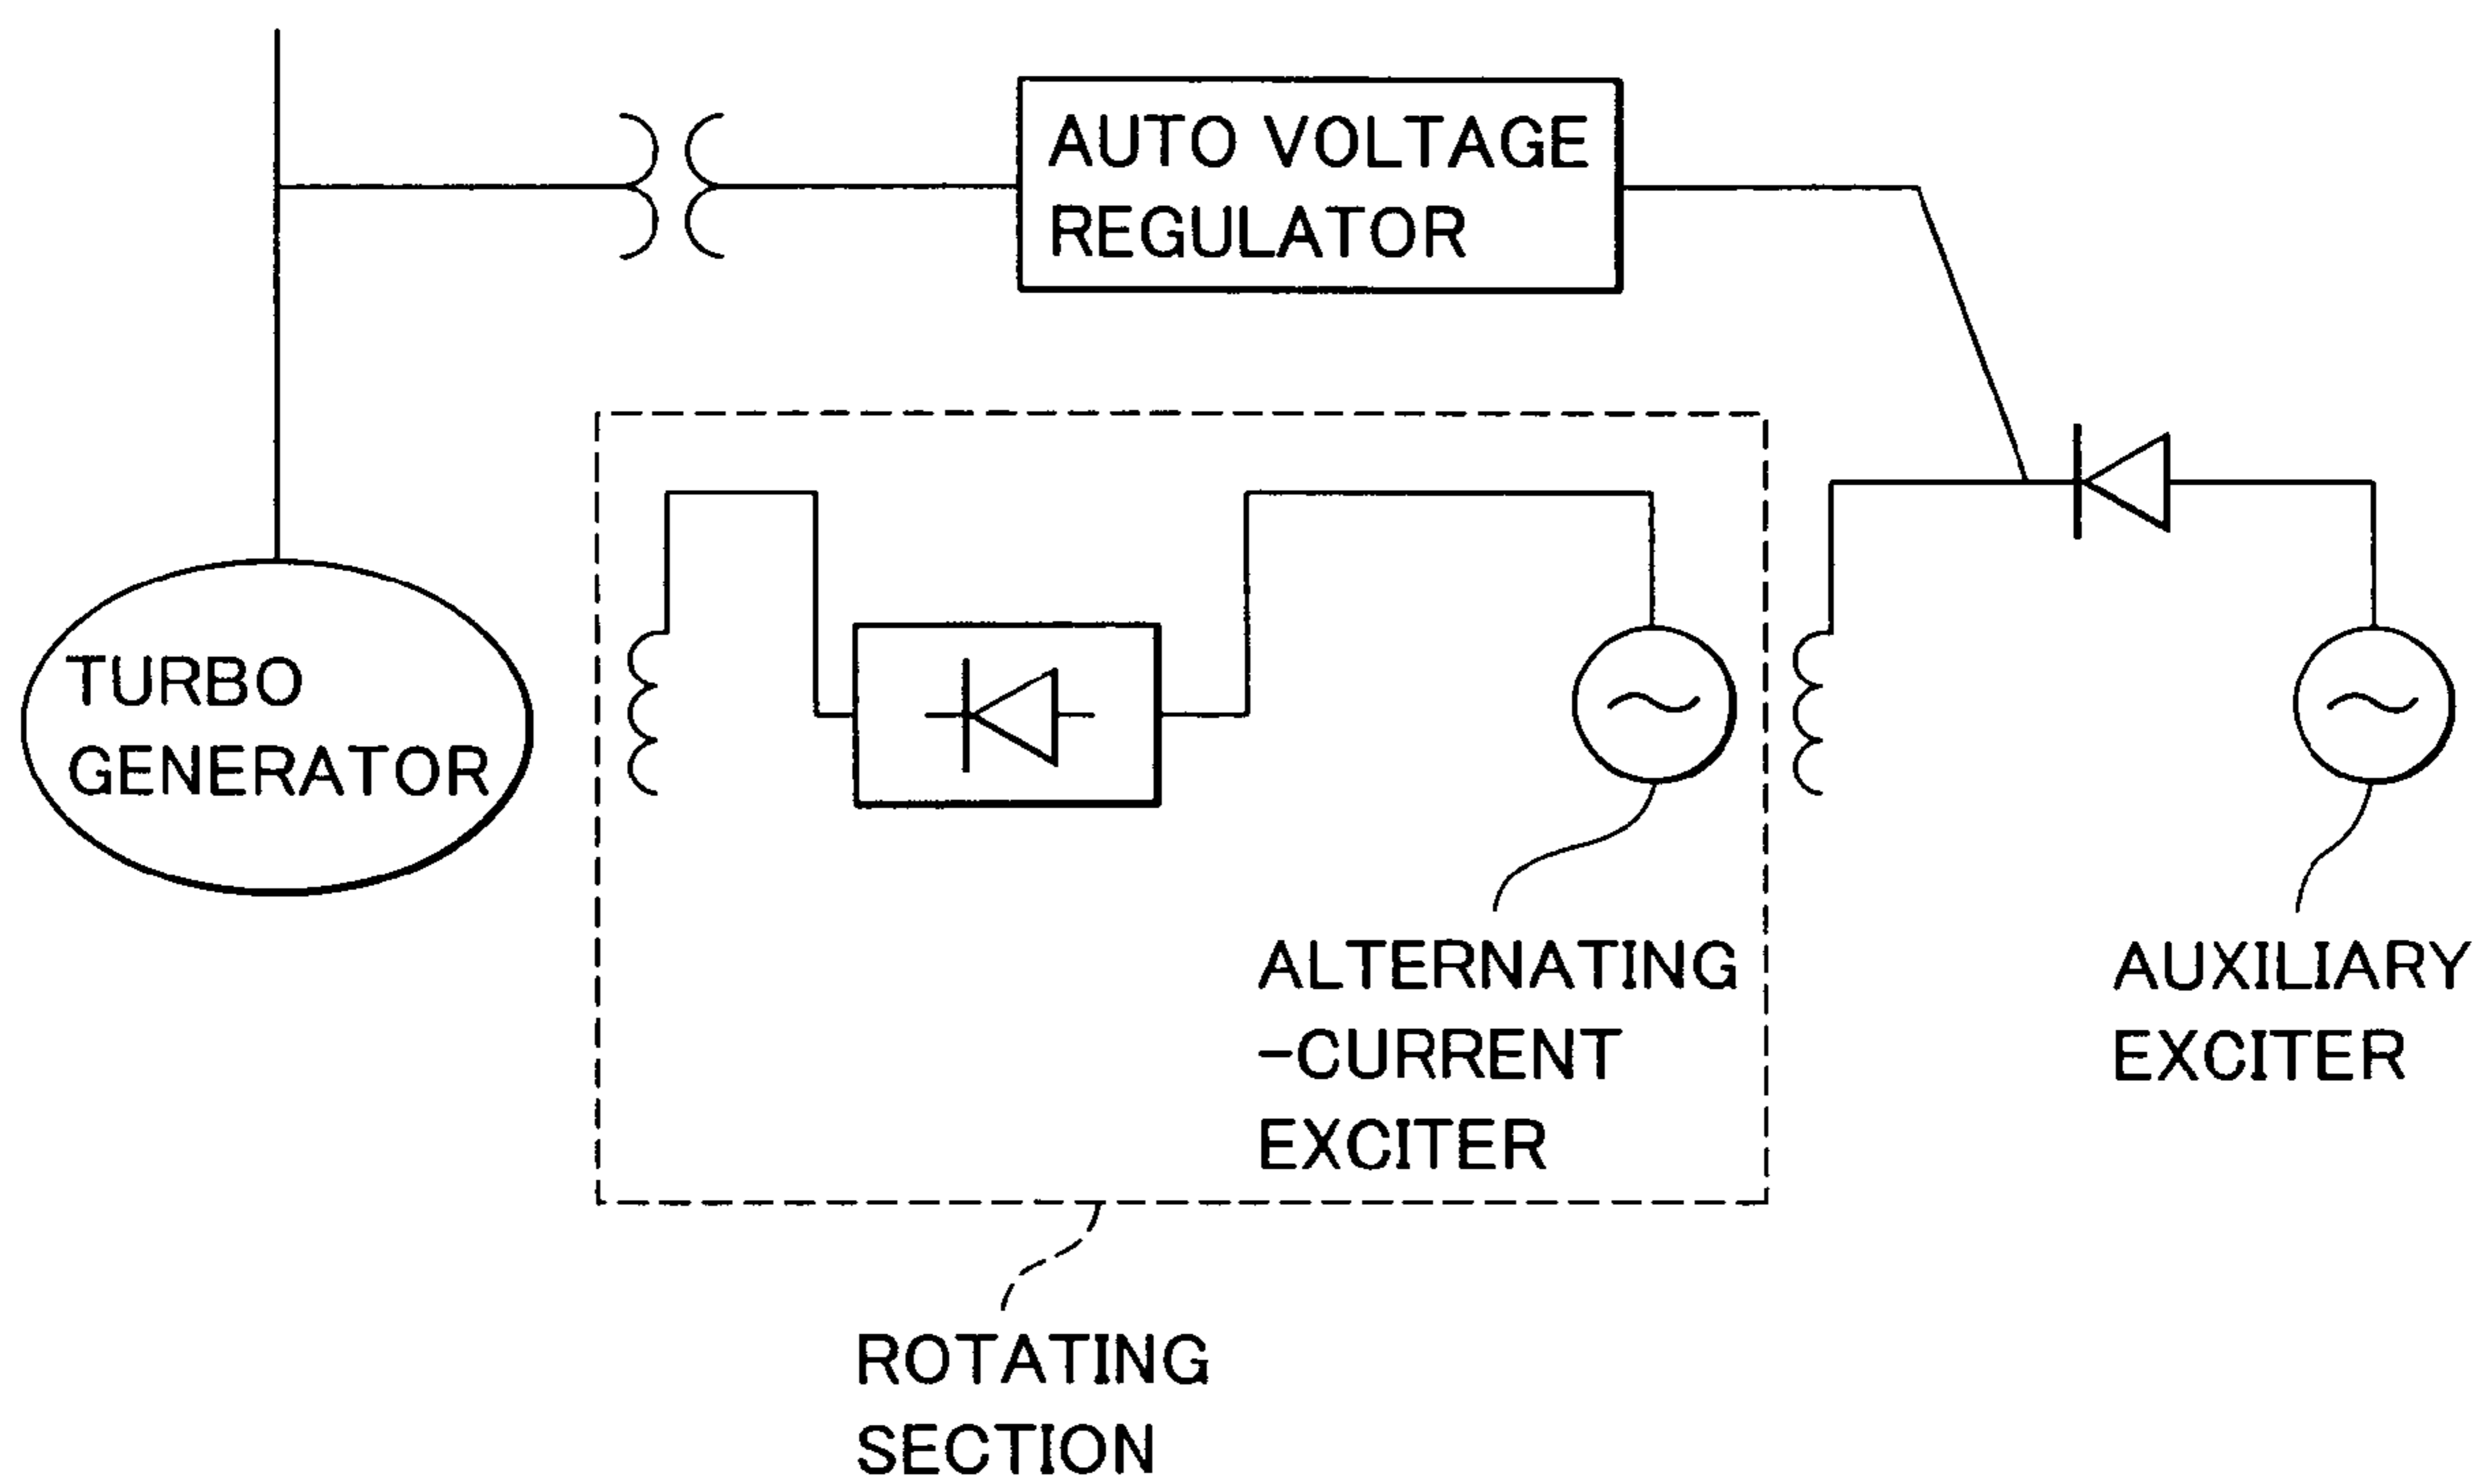 AUTO VOLTAGE
REGULATOR
TURBO
GENERATOR
ALTERNATING
-CURRENT
EXCITER
AUXILIARY
EXCITER
ROTATING
SECTION